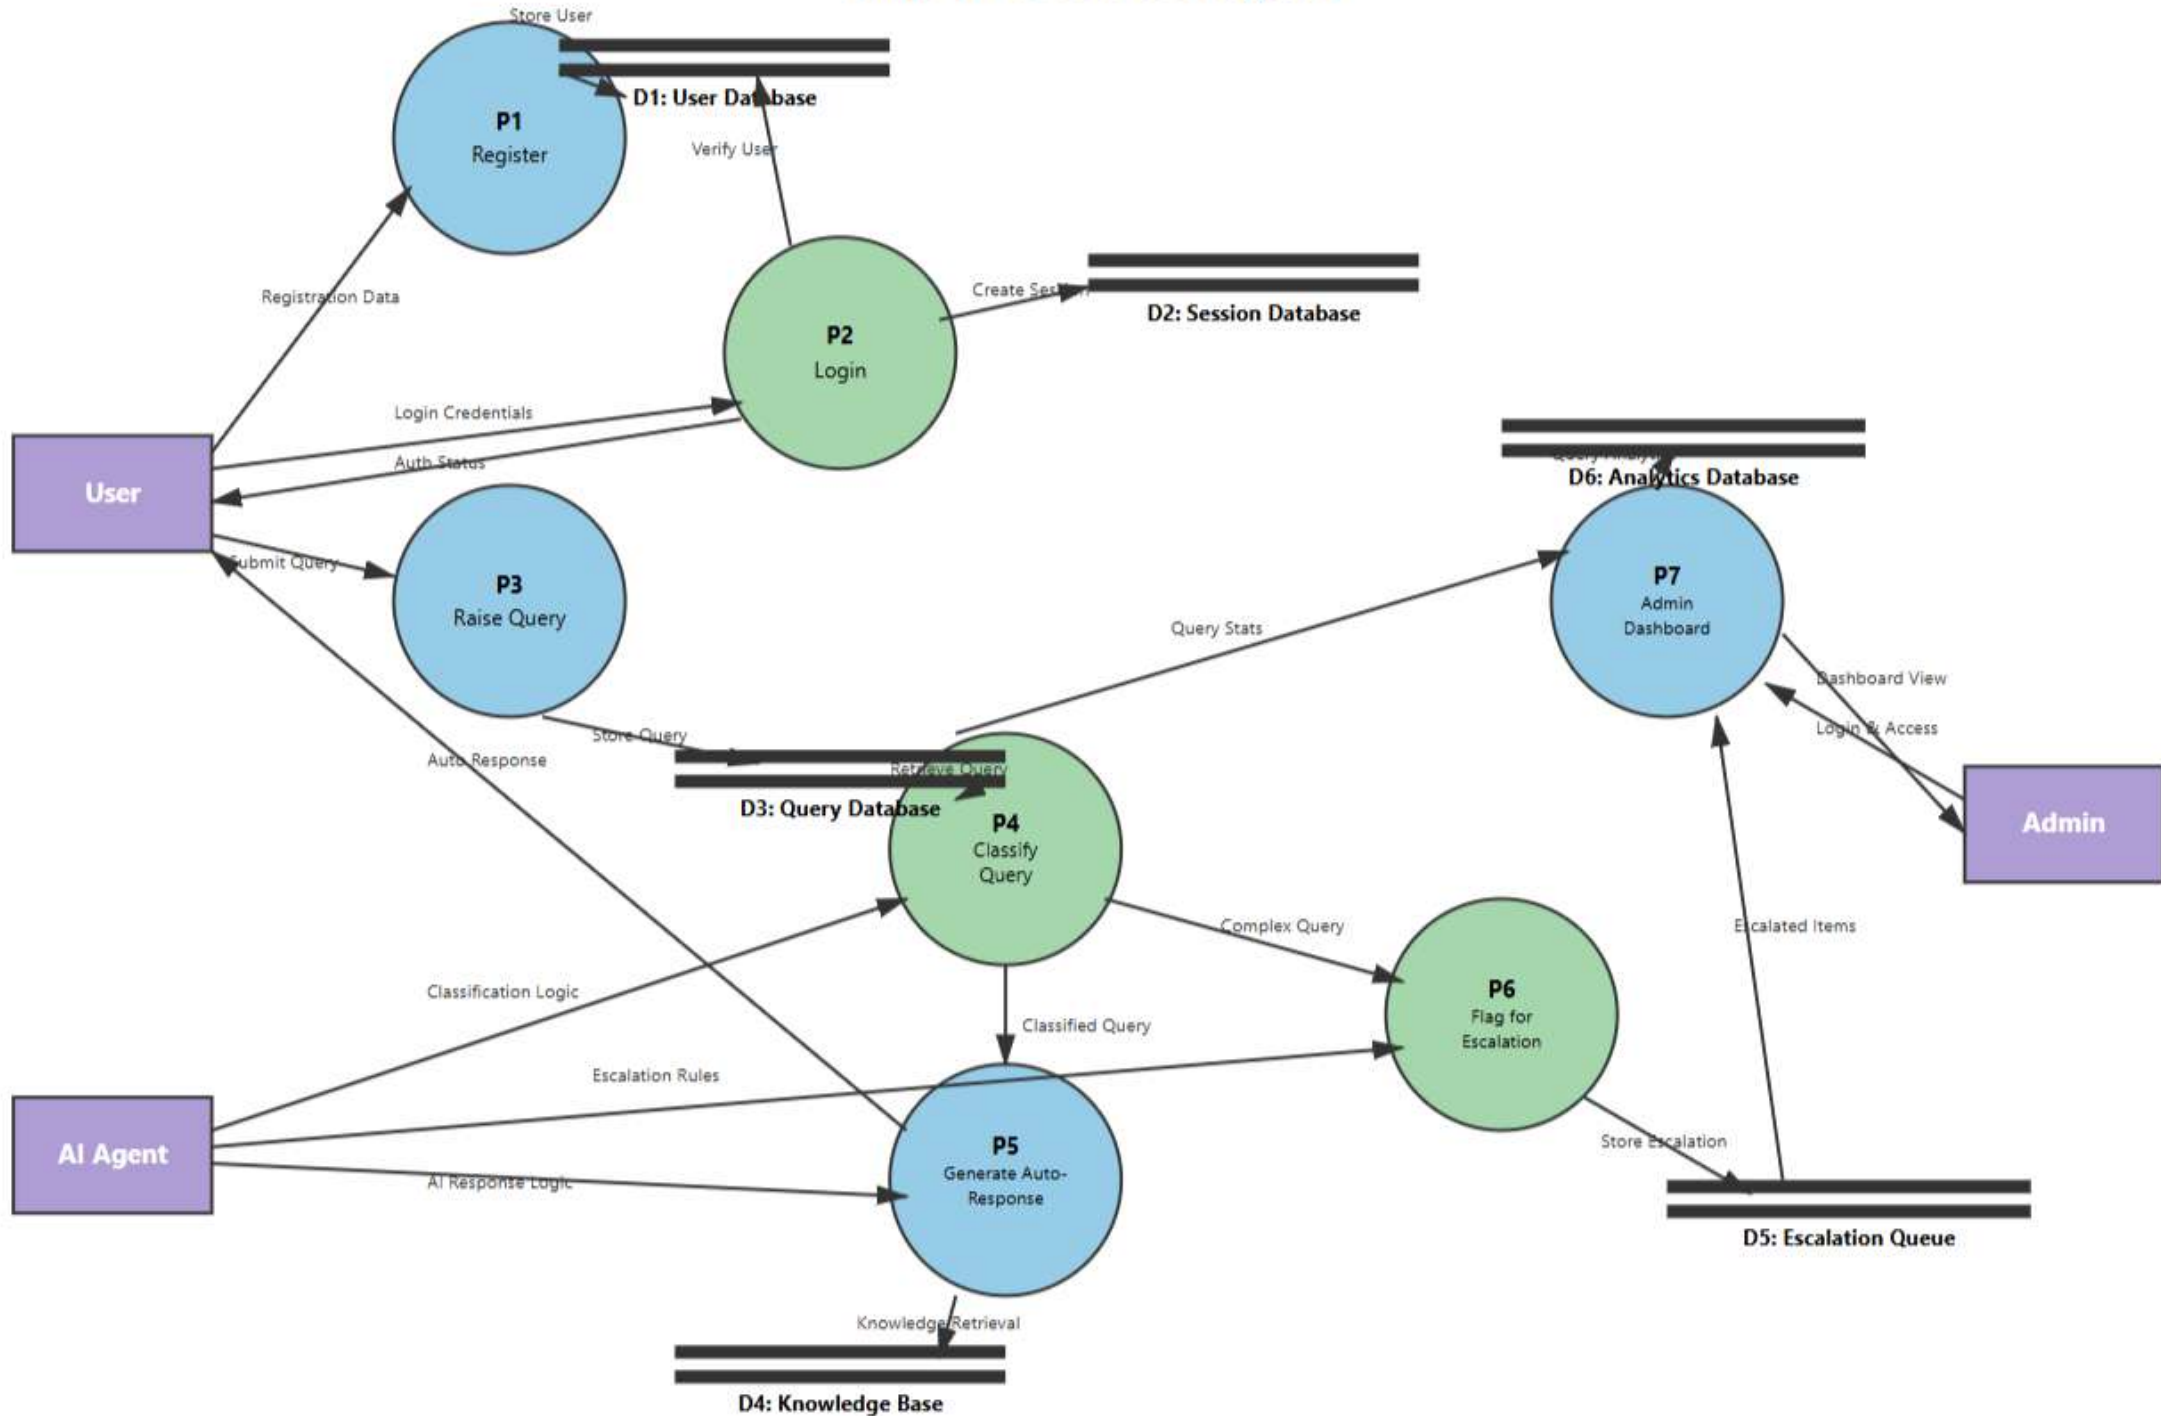 Store User
D1: User Database
P1
Register
Verify User
Registration Data
Create Session
D2: Session Database
P2
Login
Login Credentials
Auth Status
User
Submit Query
P3
Raise Query
D6: Analytics Database
P7
Admin
Dashboard
Query Stats
Dashboard View
Login & Access
Admin
Store Query
Auto Response
Retrieve Query
D3: Query Database
P4
Classify
Query
Complex Query
Escalated Items
Classification Logic
Classified Query
P6
Flag for
Escalation
Escalation Rules
AI Agent
AI Response Logic
P5
Generate Auto-
Response
Store Escalation
D5: Escalation Queue
Knowledge Retrieval
D4: Knowledge Base